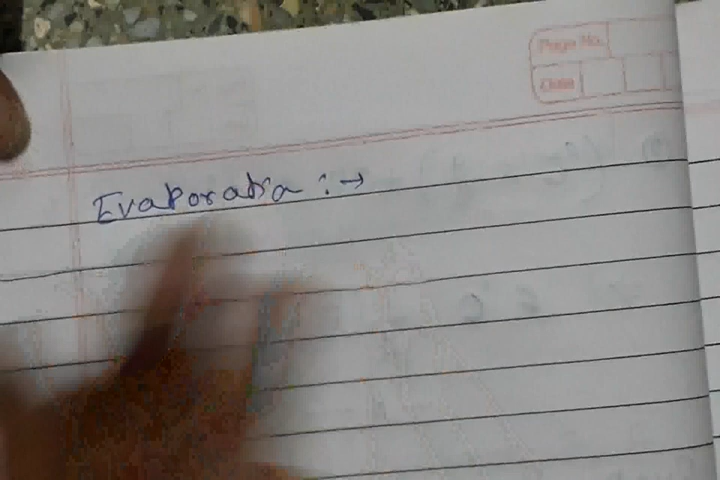 Page No.
Date
Evaporatia :→